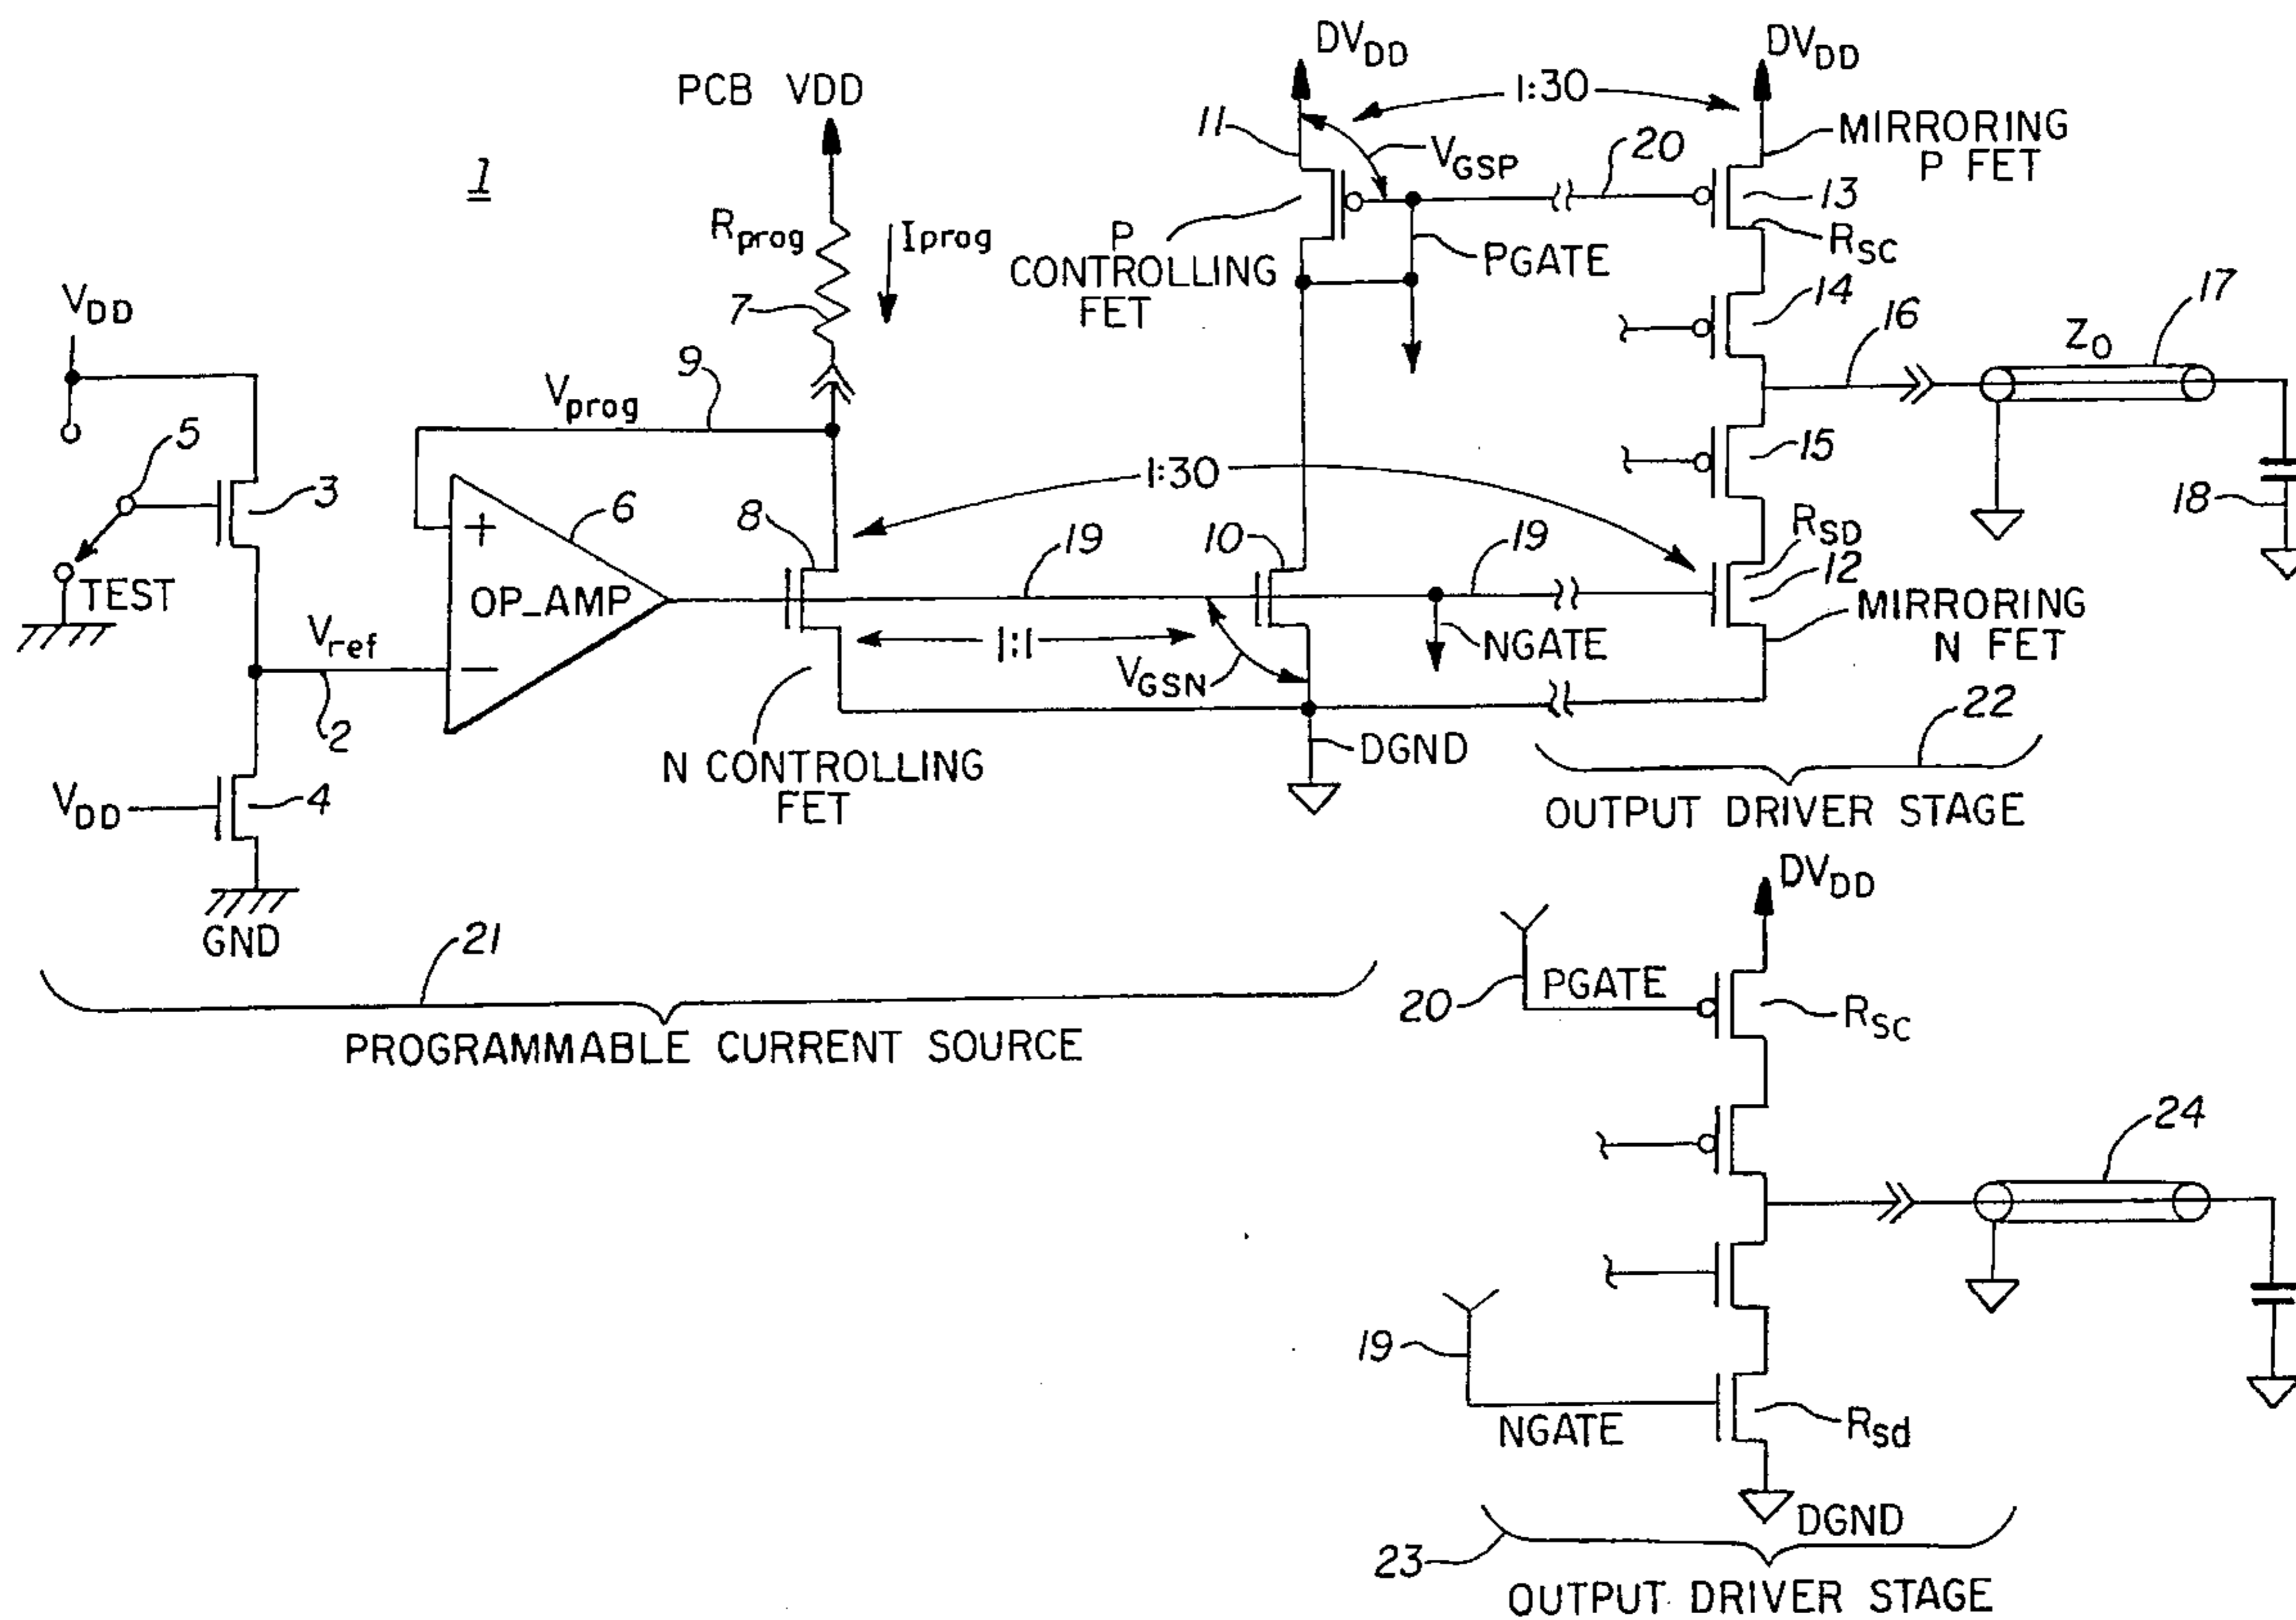 1
PCB VDD
Rprog
Iprog
7
9
Vprog
VDD
5
3
TEST
Vref
2
VDD
4
GND
+
−
6
OP_AMP
8
19
1:1
N CONTROLLING
FET
1:30
10
VGSN
DGND
19
NGATE
DVDD
11
VGSP
P
CONTROLLING
FET
PGATE
1:30
20
DVDD
MIRRORING
P FET
13
RSC
14
16
Z0
17
15
18
RSD
12
MIRRORING
N FET
22
OUTPUT DRIVER STAGE
21
PROGRAMMABLE CURRENT SOURCE
DVDD
20
PGATE
RSC
24
19
NGATE
Rsd
DGND
23
OUTPUT DRIVER STAGE